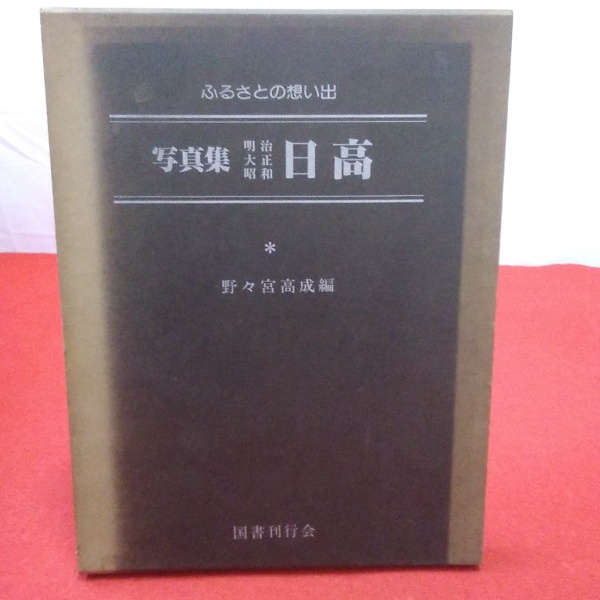 ふるさとの想い出
写真集 明治大正昭和 日高
*
野々宮高成編
国書刊行会